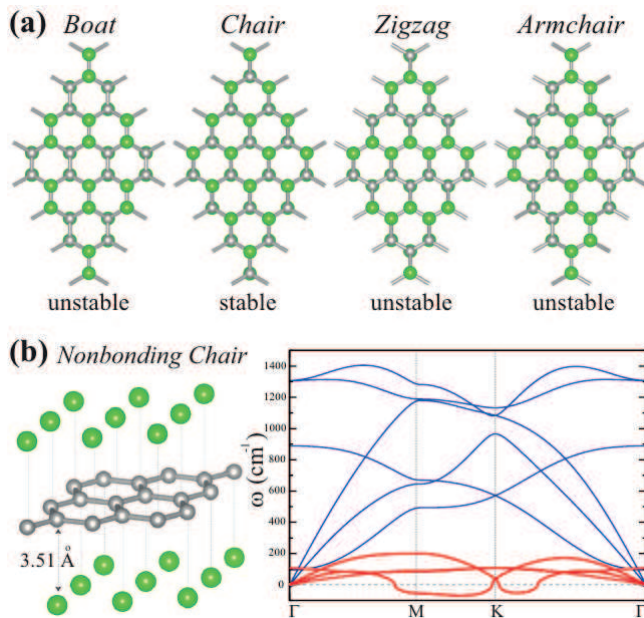 (a) Boat Chair Zigzag Armchair
unstable stable unstable unstable
(b) Nonbonding Chair
3.51 Å
ω (cm⁻¹)
1400
1200
1000
800
600
400
200
0
Γ M K Γ